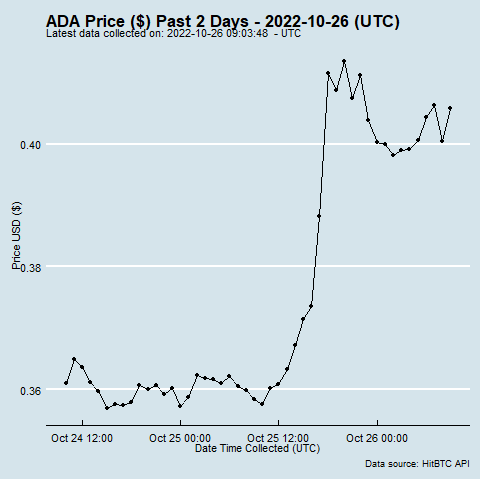 ADA Price ($) Past 2 Days - 2022-10-26 (UTC)
Latest data collected on: 2022-10-26 09:03:48 - UTC
0.40
0.38
0.36
Price USD ($)
Oct 24 12:00 Oct 25 00:00 Oct 25 12:00 Oct 26 00:00
Date Time Collected (UTC)
Data source: HitBTC API